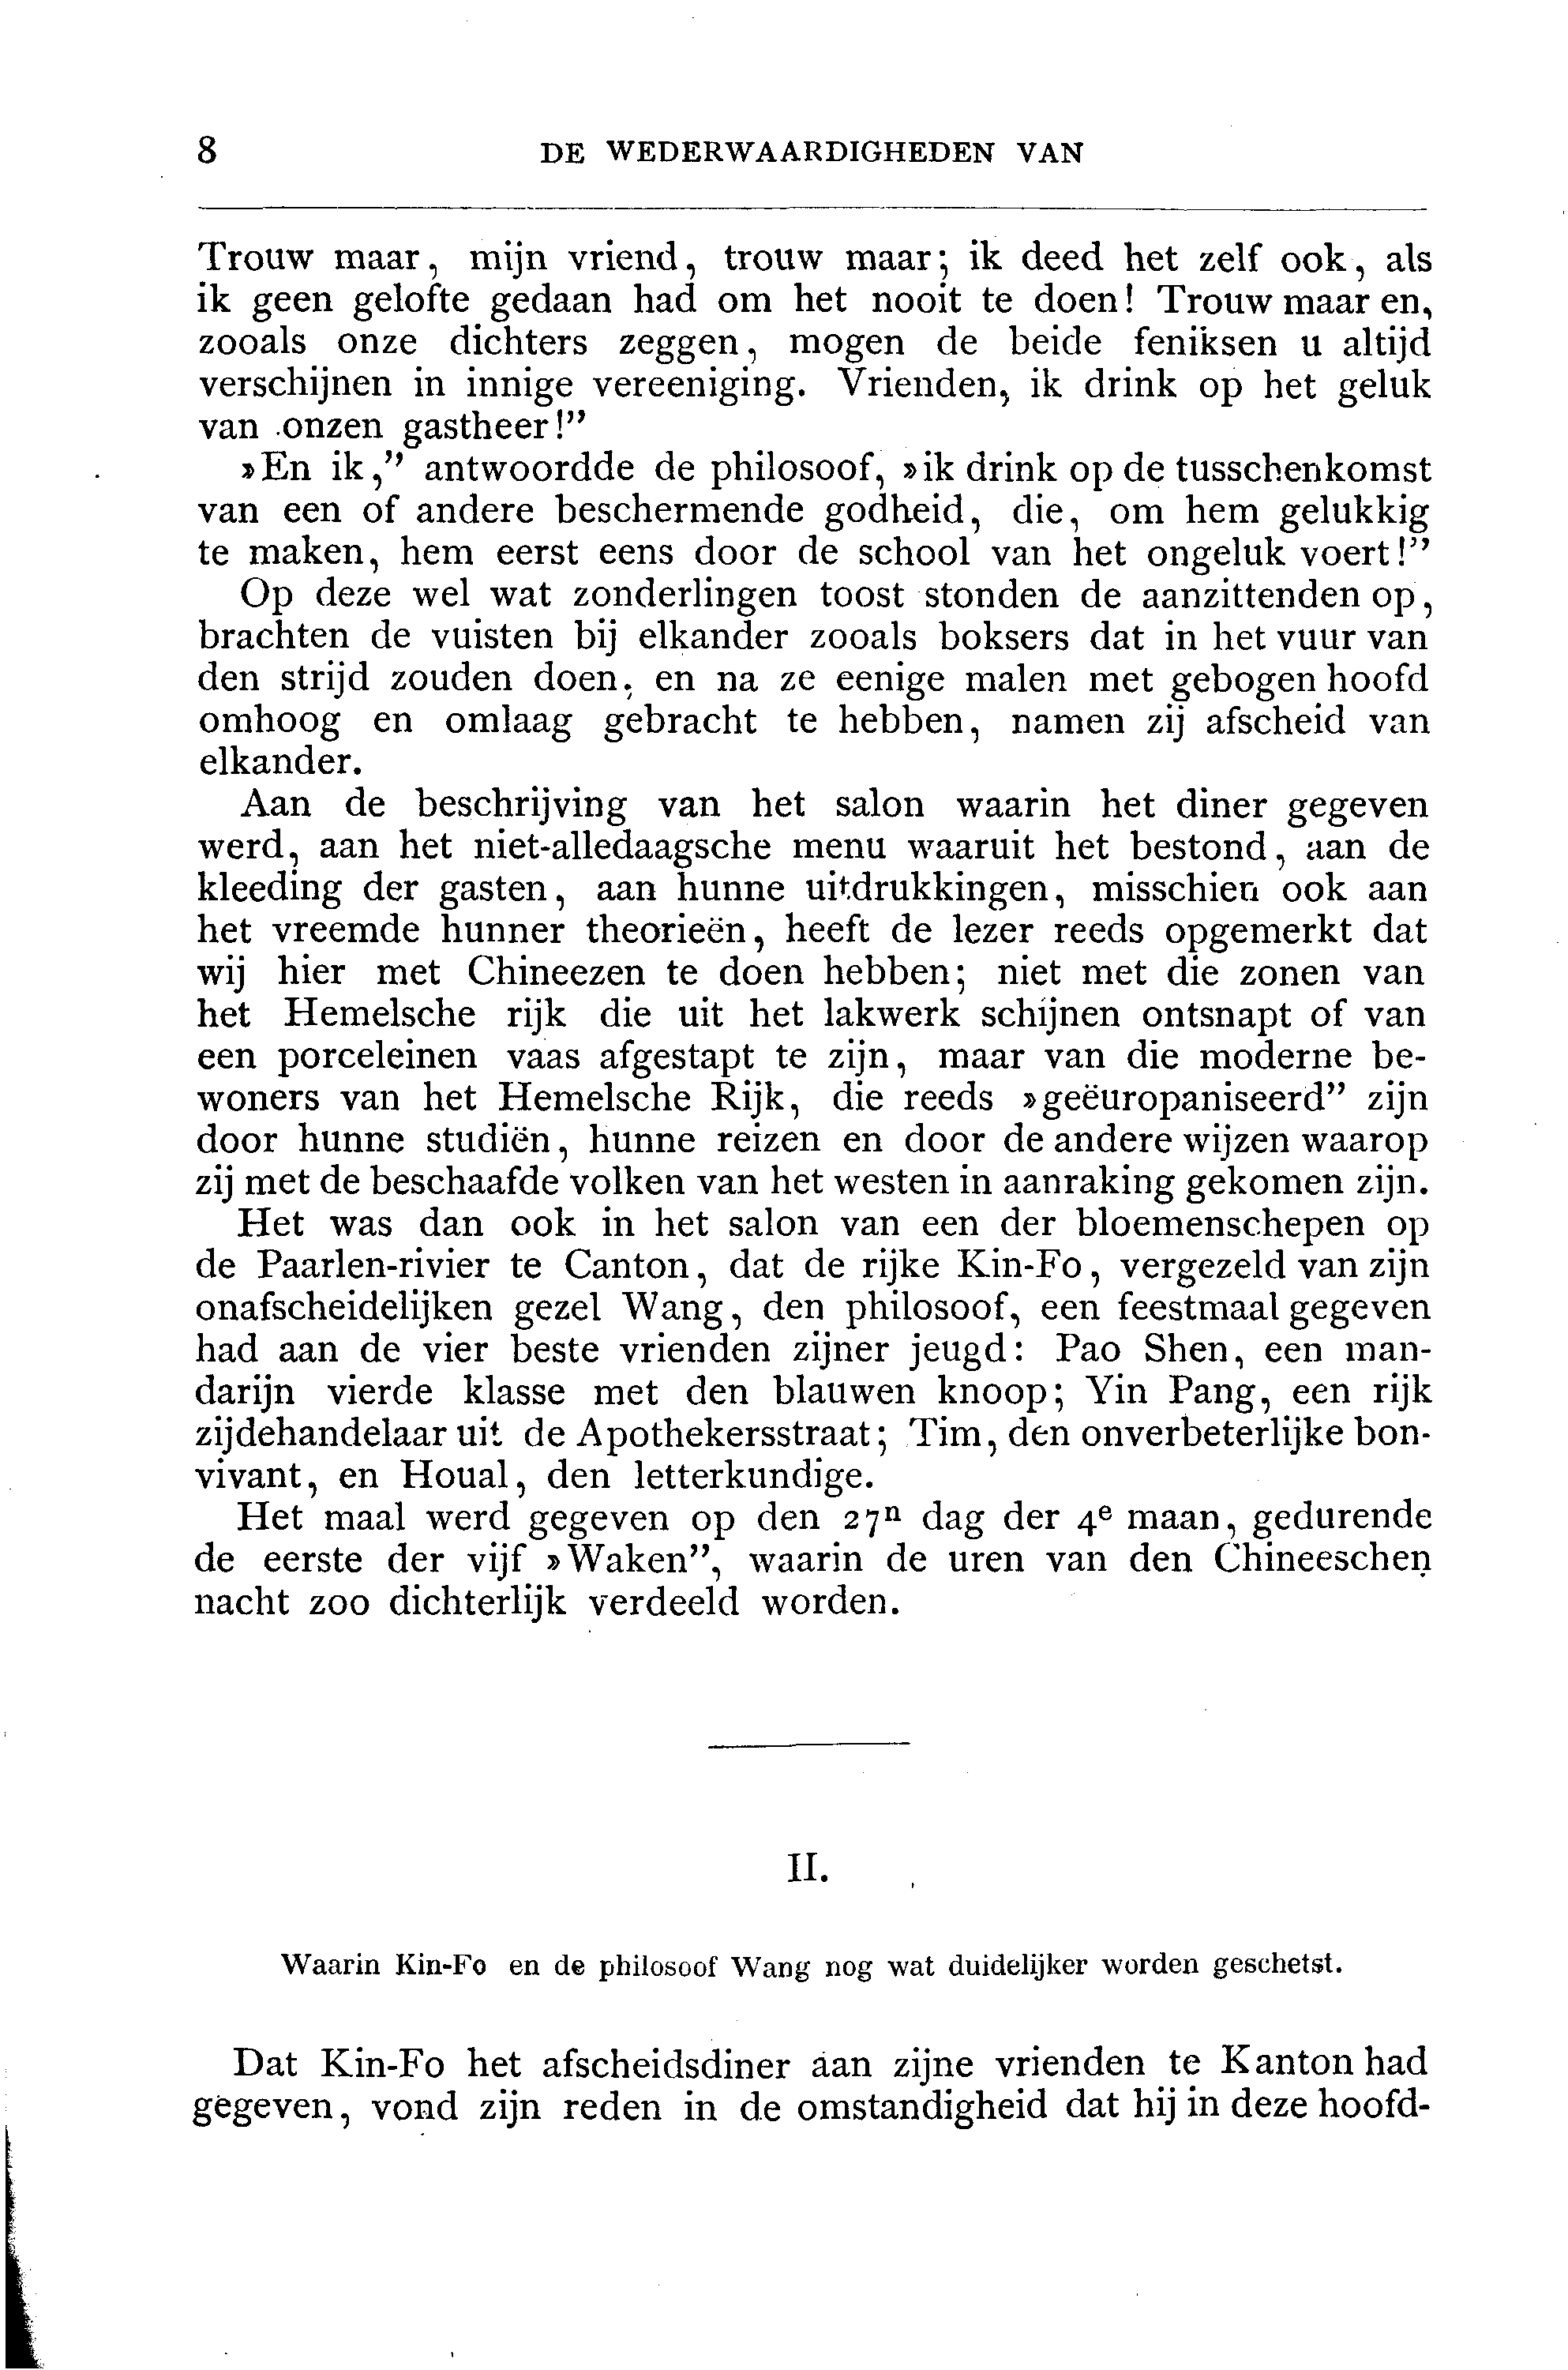 8 DE WEDERWAARDIGHEDEN VAN
Trouw maar, mijn vriend, trouw maar; ik deed het zelf ook, als
ik geen gelofte gedaan had om het nooit te doen! Trouw maar en,
zooals onze dichters zeggen, mogen de beide feniksen u altijd
verschijnen in innige vereeniging. Vrienden, ik drink op het geluk
van onzen gastheer!”
»En ik,” antwoordde de philosoof, »ik drink op de tusschenkomst
van een of andere beschermende godheid, die, om hem gelukkig
te maken, hem eerst eens door de school van het ongeluk voert!”
Op deze wel wat zonderlingen toost stonden de aanzittenden op,
brachten de vuisten bij elkander zooals boksers dat in het vuur van
den strijd zouden doen, en na ze eenige malen met gebogen hoofd
omhoog en omlaag gebracht te hebben, namen zij afscheid van
elkander.
Aan de beschrijving van het salon waarin het diner gegeven
werd, aan het niet-alledaagsche menu waaruit het bestond, aan de
kleeding der gasten, aan hunne uitdrukkingen, misschien ook aan
het vreemde hunner theorieën, heeft de lezer reeds opgemerkt dat
wij hier met Chineezen te doen hebben; niet met die zonen van
het Hemelsche rijk die uit het lakwerk schijnen ontsnapt of van
een porceleinen vaas afgestapt te zijn, maar van die moderne be-
woners van het Hemelsche Rijk, die reeds »geëuropaniseerd” zijn
door hunne studiën, hunne reizen en door de andere wijzen waarop
zij met de beschaafde volken van het westen in aanraking gekomen zijn.
Het was dan ook in het salon van een der bloemenschepen op
de Paarlen-rivier te Canton, dat de rijke Kin-Fo, vergezeld van zijn
onafscheidelijken gezel Wang, den philosoof, een feestmaal gegeven
had aan de vier beste vrienden zijner jeugd: Pao Shen, een man-
darijn vierde klasse met den blauwen knoop; Yin Pang, een rijk
zijdehandelaar uit de Apothekersstraat; Tim, den onverbeterlijke bon-
vivant, en Houal, den letterkundige.
Het maal werd gegeven op den 27n dag der 4e maan, gedurende
de eerste der vijf »Waken”, waarin de uren van den Chineeschen
nacht zoo dichterlijk verdeeld worden.
II.
Waarin Kin-Fo en de philosoof Wang nog wat duidelijker worden geschetst.
Dat Kin-Fo het afscheidsdiner aan zijne vrienden te Kanton had
gegeven, vond zijn reden in de omstandigheid dat hij in deze hoofd-